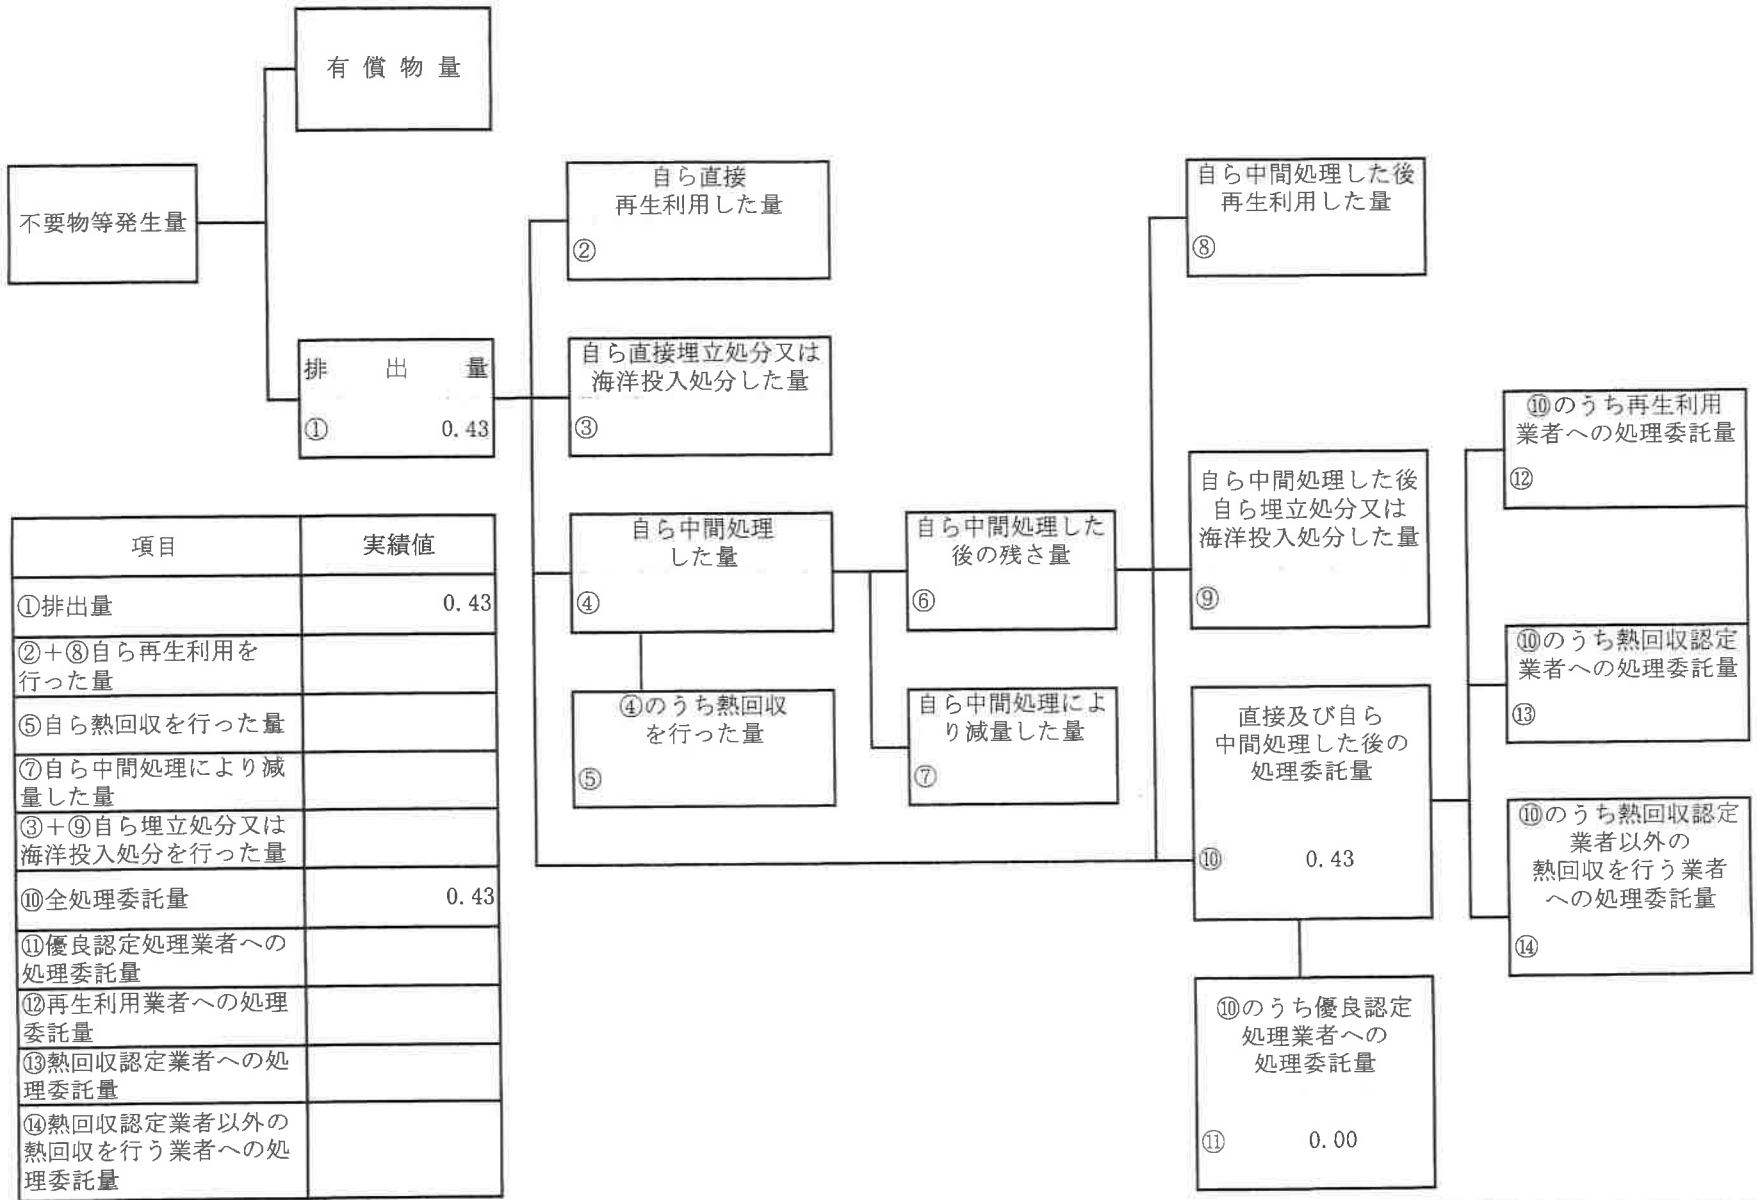 有償物量
不要物等発生量
排出量
① 0.43
自ら直接
再生利用した量
②
自ら直接埋立処分又は
海洋投入処分した量
③
自ら中間処理
した量
④
④のうち熱回収
を行った量
⑤
自ら中間処理した
後の残さ量
⑥
自ら中間処理によ
り減量した量
⑦
自ら中間処理した後
再生利用した量
⑧
自ら中間処理した後
自ら埋立処分又は
海洋投入処分した量
⑨
直接及び自ら
中間処理した後の
処理委託量
⑩ 0.43
⑩のうち優良認定
処理業者への
処理委託量
⑪ 0.00
⑩のうち再生利用
業者への処理委託量
⑫
⑩のうち熱回収認定
業者への処理委託量
⑬
⑩のうち熱回収認定
業者以外の
熱回収を行う業者
への処理委託量
⑭
項目 実績値
①排出量 0.43
②＋⑧自ら再生利用を
行った量
⑤自ら熱回収を行った量
⑦自ら中間処理により減
量した量
③＋⑨自ら埋立処分又は
海洋投入処分を行った量
⑩全処理委託量 0.43
⑪優良認定処理業者への
処理委託量
⑫再生利用業者への処理
委託量
⑬熱回収認定業者への処
理委託量
⑭熱回収認定業者以外の
熱回収を行う業者への処
理委託量